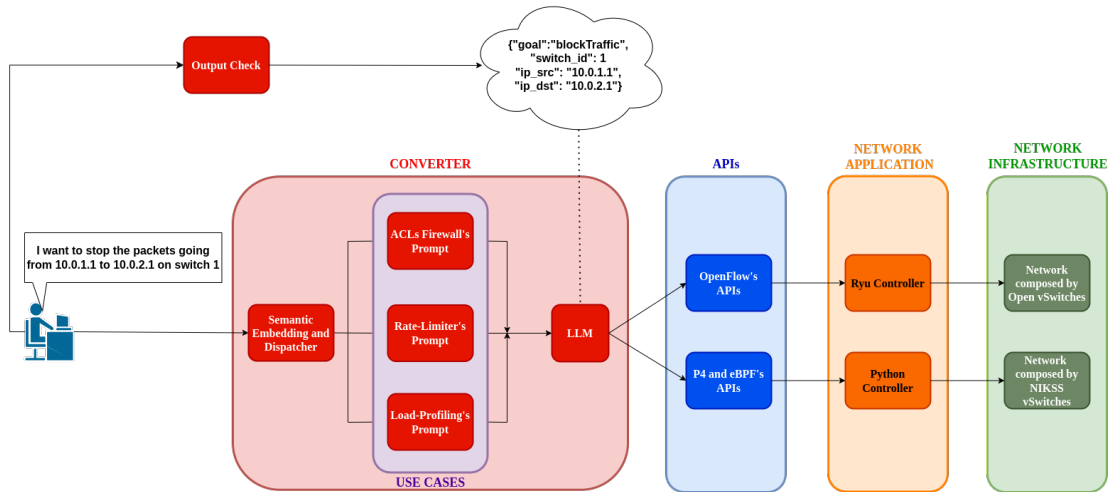 {"goal":"blockTraffic",
"switch_id": 1
"ip_src": "10.0.1.1",
"ip_dst": "10.0.2.1"}
Output Check
CONVERTER
APIs
NETWORK
APPLICATION
NETWORK
INFRASTRUCTURE
I want to stop the packets going
from 10.0.1.1 to 10.0.2.1 on switch 1
ACLs Firewall's
Prompt
Semantic
Embedding and
Dispatcher
Rate-Limiter's
Prompt
Load-Profiling's
Prompt
USE CASES
LLM
OpenFlow's
APIs
P4 and eBPF's
APIs
Ryu Controller
Python
Controller
Network
composed by
Open vSwitches
Network
composed by
NIKSS
vSwitches